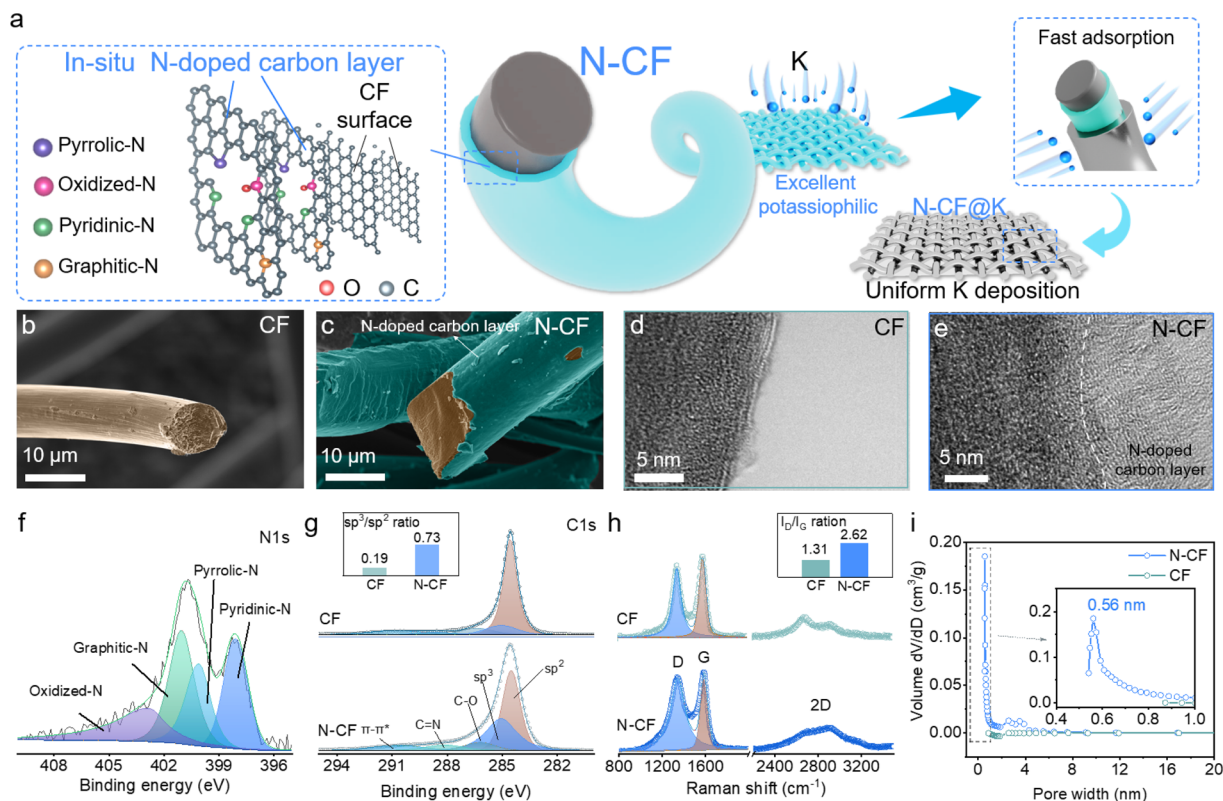 a
In-situ N-doped carbon layer
CF
surface
Pyrrolic-N
Oxidized-N
Pyridinic-N
Graphitic-N
O
C
N-CF
K
Excellent
potassiophilic
Fast adsorption
N-CF@K
Uniform K deposition
b
CF
10 μm
c
N-doped carbon layer
N-CF
10 μm
d
CF
5 nm
e
N-CF
5 nm
N-doped
carbon layer
f
N1s
Pyrrolic-N
Pyridinic-N
Graphitic-N
Oxidized-N
408 405 402 399 396
Binding energy (eV)
g
C1s
sp³/sp² ratio
0.19
0.73
CF
N-CF
CF
sp³
sp²
C-O
C=N
π-π*
N-CF
294 291 288 285 282
Binding energy (eV)
h
I_D/I_G ration
1.31
2.62
CF
N-CF
CF
D
G
2D
N-CF
800 1200 1600 2400 3200
Raman shift (cm⁻¹)
i
N-CF
CF
0.56 nm
0.2
0.1
0.0
0.4 0.6 0.8 1.0
0.20
0.15
0.10
0.05
0.00
Volume dV/dD (cm³/g)
0 4 8 12 16 20
Pore width (nm)